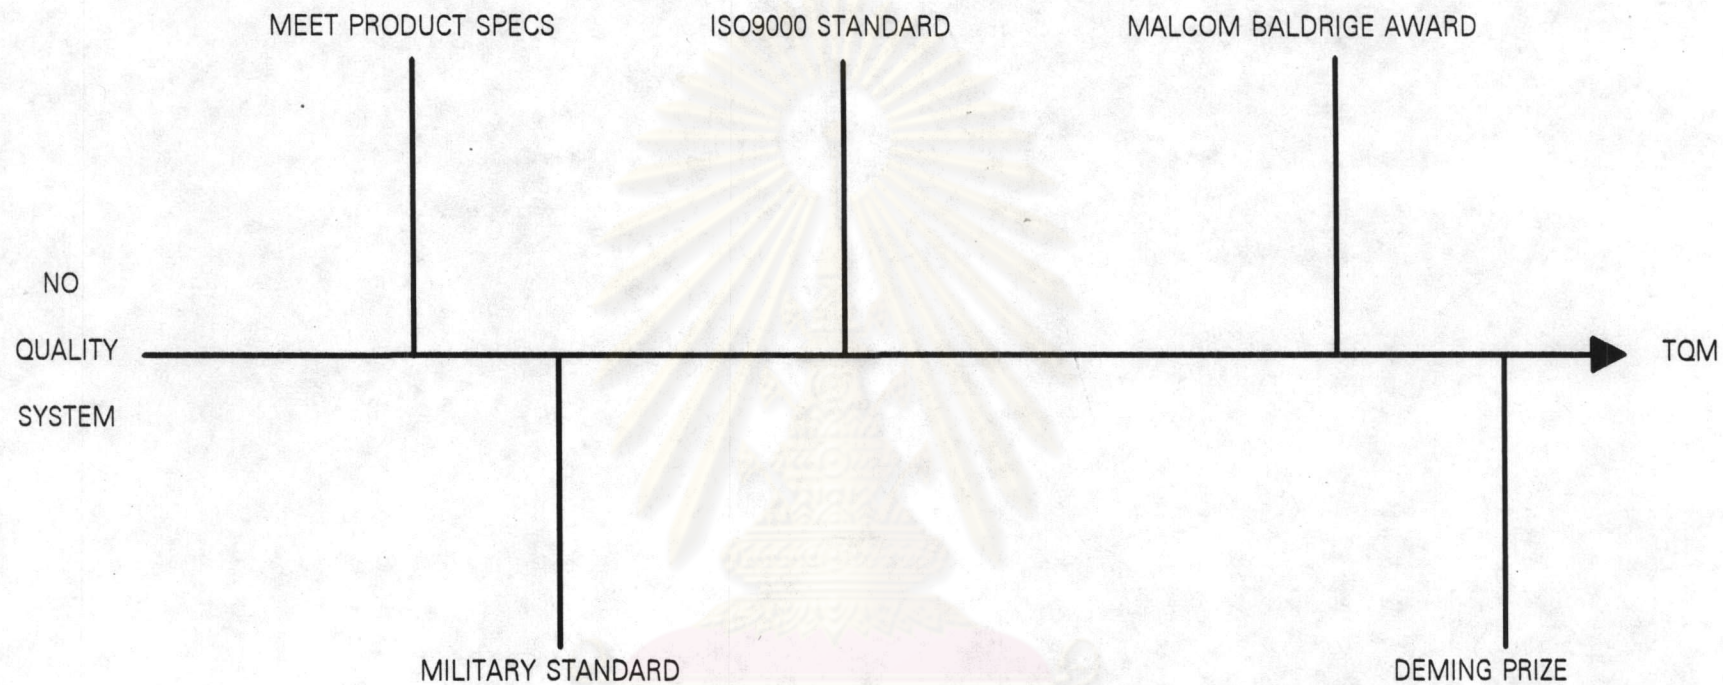 MEET PRODUCT SPECS
ISO9000 STANDARD
MALCOM BALDRIGE AWARD
NO
QUALITY
SYSTEM
TQM
MILITARY STANDARD
DEMING PRIZE